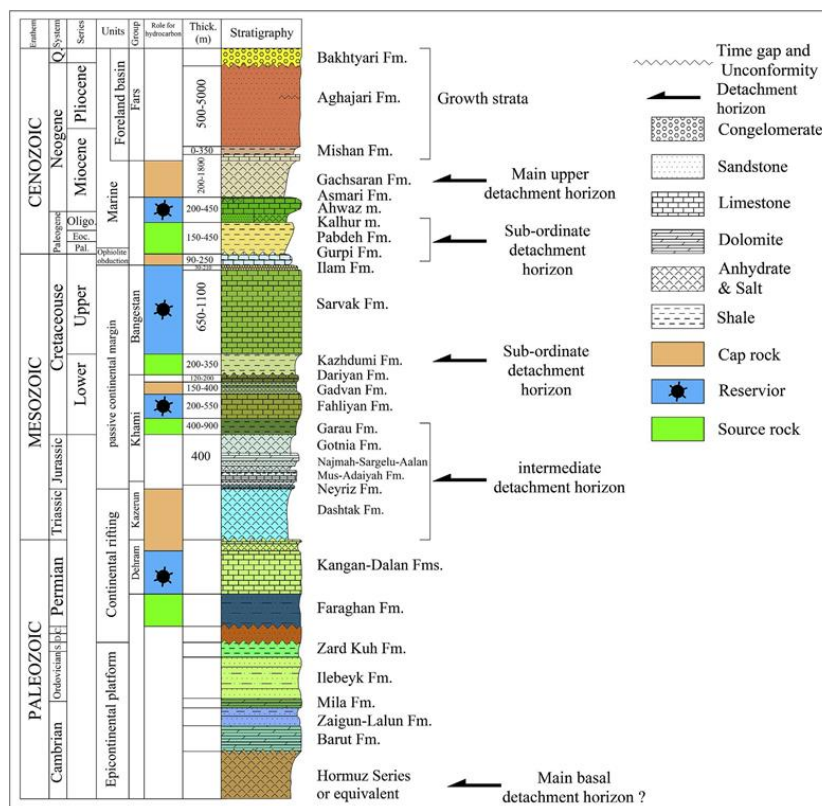 Erathem
System
Series
Units
Group
Role for
hydrocarbon
Thick.
(m)
Stratigraphy
CENOZOIC
MESOZOIC
PALEOZOIC
Q.
Neogene
Paleogene
Cretaceouse
Jurassic
Triassic
Permian
Ordovician
S.
D.C
Cambrian
Pliocene
Miocene
Oligo.
Eoc.
Pal.
Upper
Lower
Foreland basin
Marine
Ophiolite
obduction
passive continental margin
Continental rifting
Epicontinental platform
Fars
Bangestan
Khami
Kazerun
Dehram
500-5000
0-350
200-1800
200-450
150-450
90-250
650-1100
200-350
120-200
150-400
200-550
400-900
400
Bakhtyari Fm.
Aghajari Fm.
Mishan Fm.
Gachsaran Fm.
Asmari Fm.
Ahwaz m.
Kalhur m.
Pabdeh Fm.
Gurpi Fm.
Ilam Fm.
Sarvak Fm.
Kazhdumi Fm.
Dariyan Fm.
Gadvan Fm.
Fahliyan Fm.
Garau Fm.
Gotnia Fm.
Najmah-Sargelu-Aalan
Mus-Adaiyah Fm.
Neyriz Fm.
Dashtak Fm.
Kangan-Dalan Fms.
Faraghan Fm.
Zard Kuh Fm.
Ilebeyk Fm.
Mila Fm.
Zaigun-Lalun Fm.
Barut Fm.
Hormuz Series
or equivalent
Growth strata
Main upper
detachment horizon
Sub-ordinate
detachment
horizon
Sub-ordinate
detachment
horizon
intermediate
detachment horizon
Main basal
detachment horizon ?
Time gap and
Unconformity
Detachment
horizon
Congelomerate
Sandstone
Limestone
Dolomite
Anhydrate
& Salt
Shale
Cap rock
Reservior
Source rock